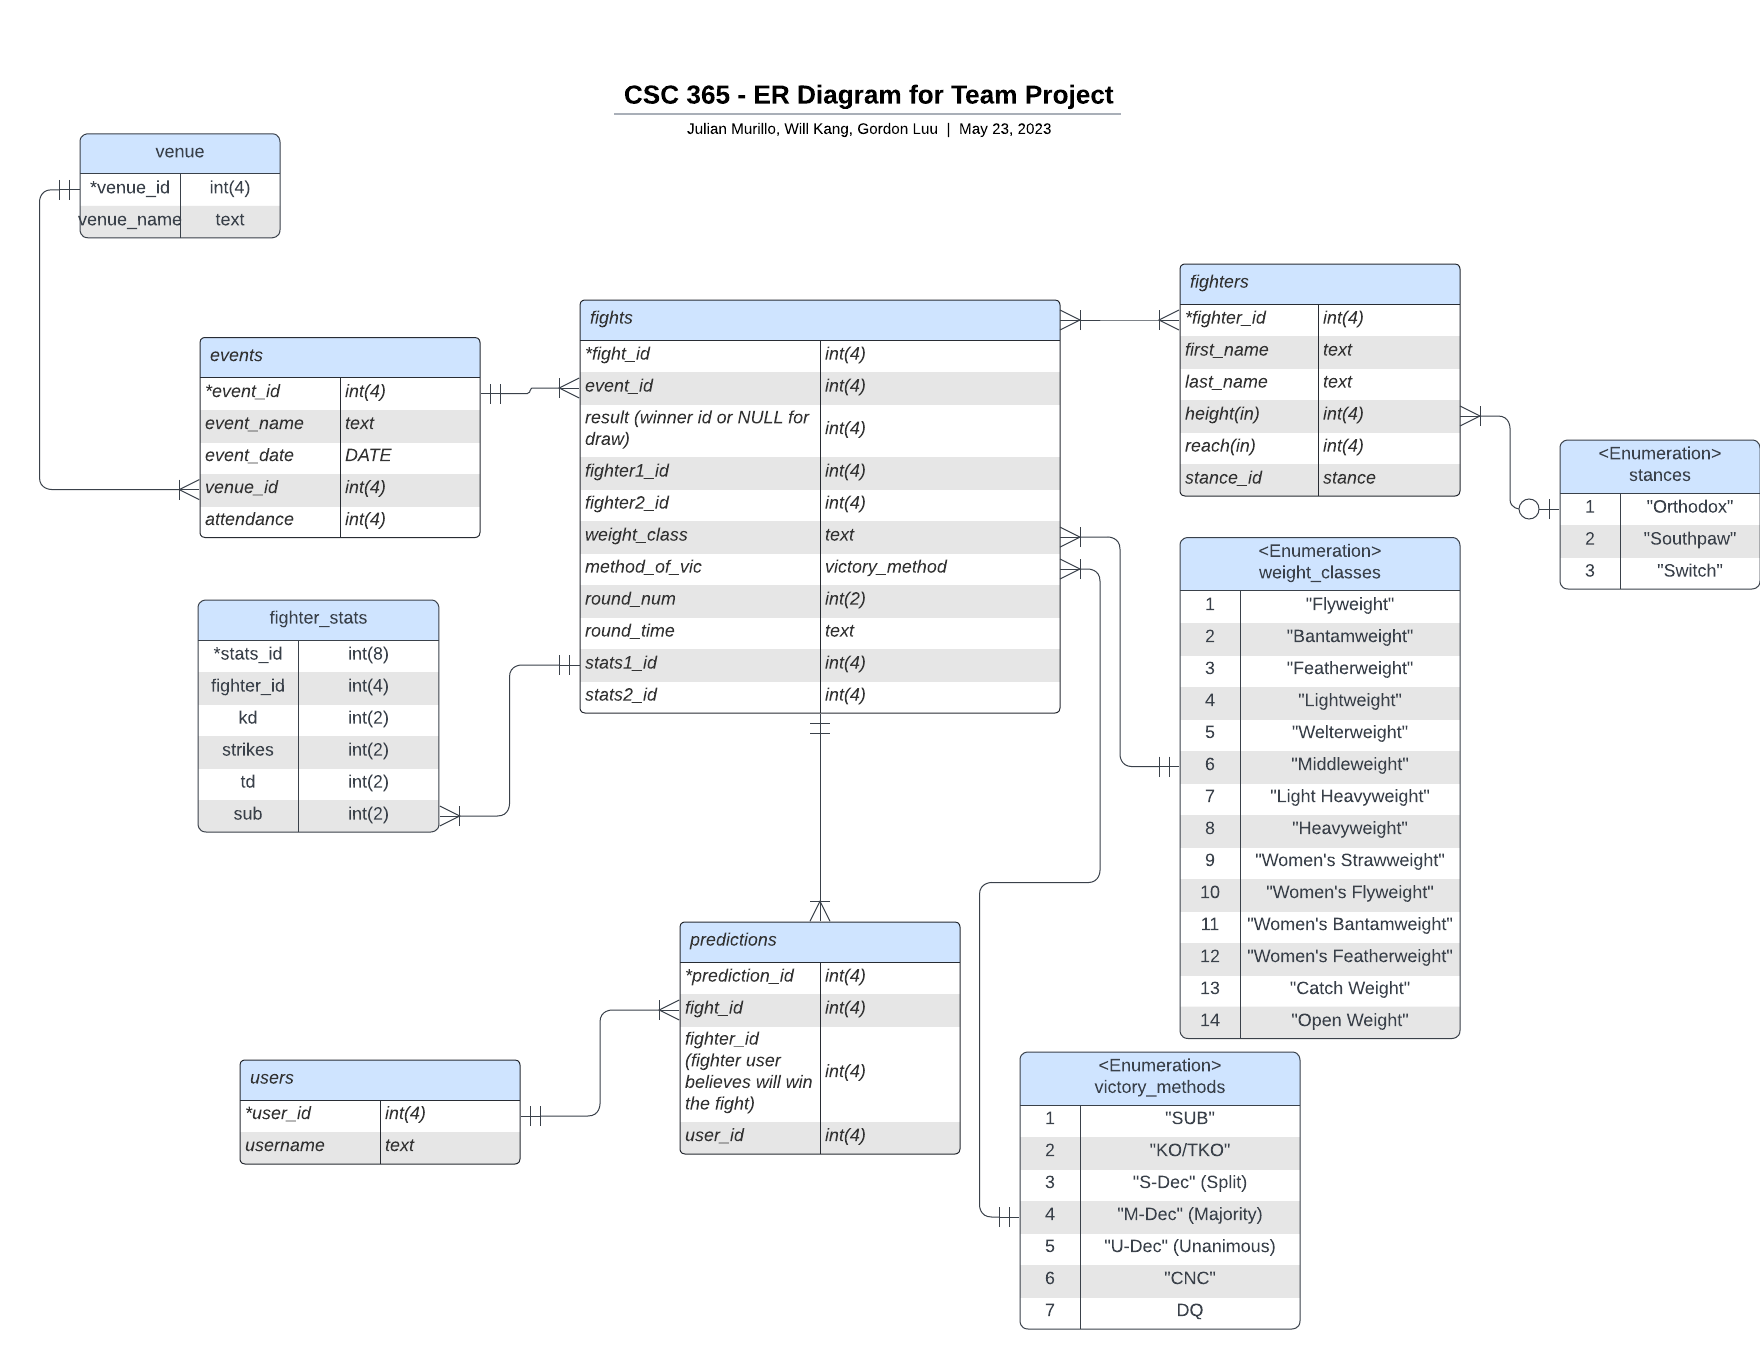 CSC 365 - ER Diagram for Team Project
Julian Murillo, Will Kang, Gordon Luu | May 23, 2023
venue
*venue_id int(4)
venue_name text
events
*event_id int(4)
event_name text
event_date DATE
venue_id int(4)
attendance int(4)
fighter_stats
*stats_id int(8)
fighter_id int(4)
kd int(2)
strikes int(2)
td int(2)
sub int(2)
fights
*fight_id int(4)
event_id int(4)
result (winner id or NULL for
draw) int(4)
fighter1_id int(4)
fighter2_id int(4)
weight_class text
method_of_vic victory_method
round_num int(2)
round_time text
stats1_id int(4)
stats2_id int(4)
fighters
*fighter_id int(4)
first_name text
last_name text
height(in) int(4)
reach(in) int(4)
stance_id stance
<Enumeration>
stances
1 "Orthodox"
2 "Southpaw"
3 "Switch"
<Enumeration>
weight_classes
1 "Flyweight"
2 "Bantamweight"
3 "Featherweight"
4 "Lightweight"
5 "Welterweight"
6 "Middleweight"
7 "Light Heavyweight"
8 "Heavyweight"
9 "Women's Strawweight"
10 "Women's Flyweight"
11 "Women's Bantamweight"
12 "Women's Featherweight"
13 "Catch Weight"
14 "Open Weight"
predictions
*prediction_id int(4)
fight_id int(4)
fighter_id
(fighter user
believes will win
the fight) int(4)
user_id int(4)
users
*user_id int(4)
username text
<Enumeration>
victory_methods
1 "SUB"
2 "KO/TKO"
3 "S-Dec" (Split)
4 "M-Dec" (Majority)
5 "U-Dec" (Unanimous)
6 "CNC"
7 DQ